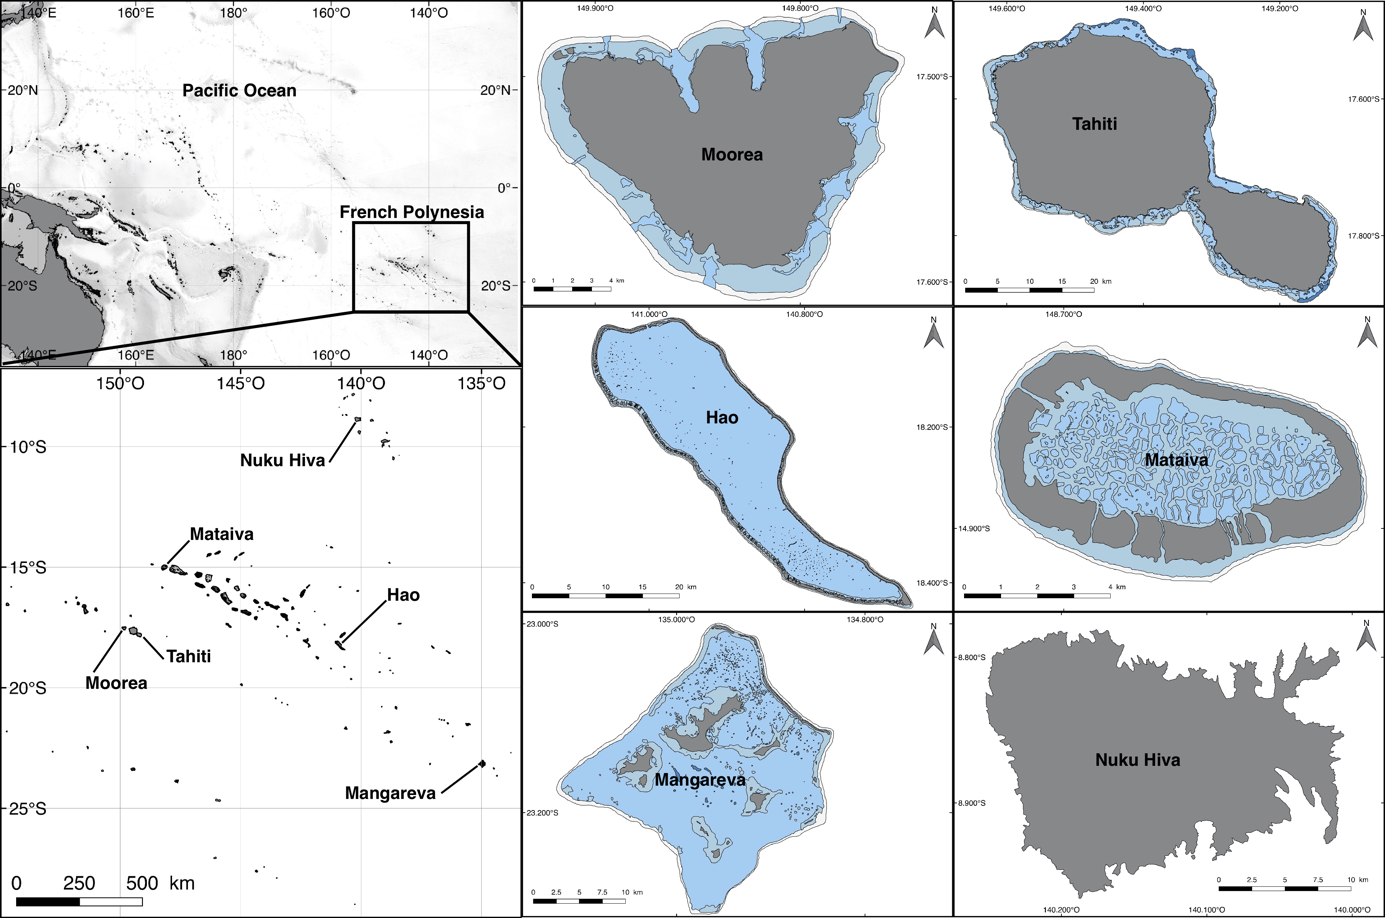 140°E 160°E 180° 160°O 140°O
Pacific Ocean
20°N 20°N
0° 0°
French Polynesia
20°S 20°S
140°E 160°E 180° 160°O 140°O
150°O 145°O 140°O 135°O
10°S
Nuku Hiva
Mataiva
15°S
Hao
Tahiti
Moorea
20°S
Mangareva
25°S
0 250 500 km
149.900°O 149.800°O
N
17.500°S
Moorea
0 1 2 3 4 km
17.600°S
149.600°O 149.400°O 149.200°O
N
17.600°S
Tahiti
17.800°S
0 5 10 15 20 km
141.000°O 140.800°O
N
Hao
18.200°S
0 5 10 15 20 km
18.400°S
148.700°O
N
Mataiva
14.900°S
0 1 2 3 4 km
23.000°S
135.000°O 134.800°O
N
Mangareva
23.200°S
0 2.5 5 7.5 10 km
N
8.800°S
Nuku Hiva
8.900°S
0 2.5 5 7.5 10 km
140.200°O 140.100°O 140.000°O